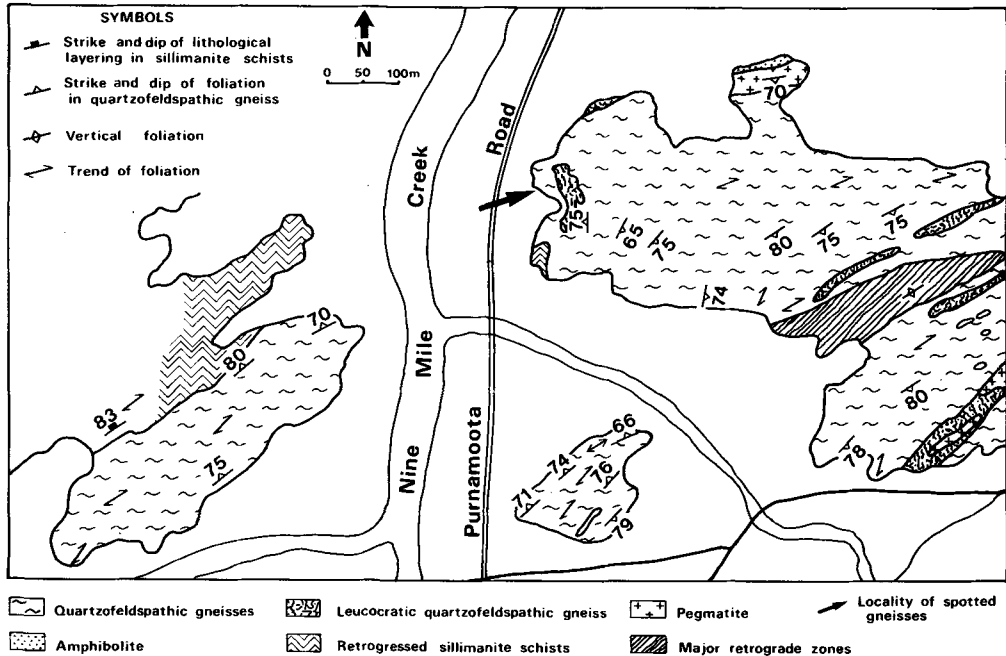 SYMBOLS
Strike and dip of lithological
layering in sillimanite schists
Strike and dip of foliation
in quartzofeldspathic gneiss
Vertical foliation
Trend of foliation
N
0 50 100m
Nine Mile Creek
Purnamoota Road
70
75
65
75
80
75
75
74
80
78
70
80
83
75
66
74
76
71
79
Quartzofeldspathic gneisses
Leucocratic quartzofeldspathic gneiss
Pegmatite
Locality of spotted
gneisses
Amphibolite
Retrogressed sillimanite schists
Major retrograde zones